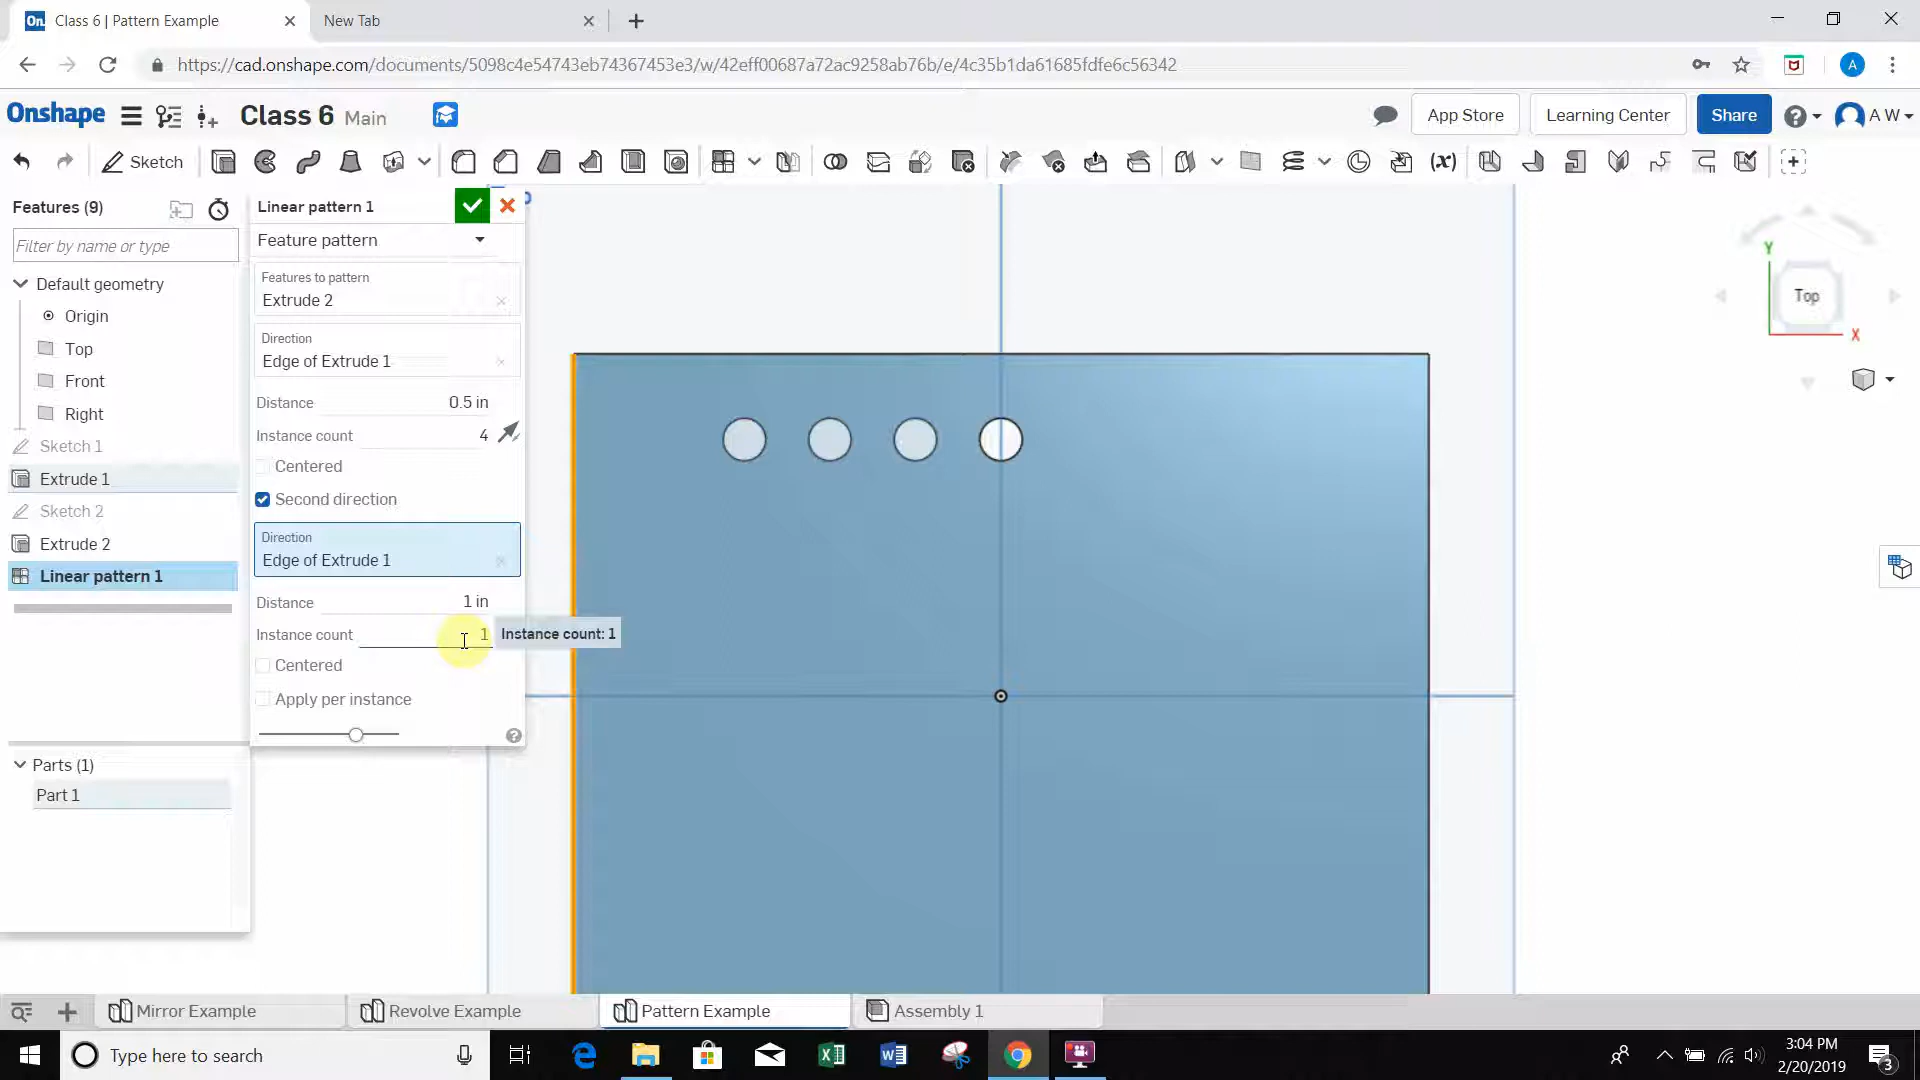 On Class 6 | Pattern Example
New Tab
https://cad.onshape.com/documents/5098c4e54743eb74367453e3/w/42eff00687a72ac9258ab76b/e/4c35b1da61685fdfe6c56342
A
Onshape
Class 6 Main
App Store
Learning Center
Share
?
A W
Sketch
(x)
Features (9)
Filter by name or type
Default geometry
Origin
Top
Front
Right
Sketch 1
Extrude 1
Sketch 2
Extrude 2
Linear pattern 1
Parts (1)
Part 1
Linear pattern 1
Feature pattern
Features to pattern
Extrude 2
Direction
Edge of Extrude 1
Distance 0.5 in
Instance count 4
Centered
Second direction
Direction
Edge of Extrude 1
Distance 1 in
Instance count 1
Instance count: 1
Centered
Apply per instance
?
Y
Top
X
Mirror Example
Revolve Example
Pattern Example
Assembly 1
Type here to search
3:04 PM
2/20/2019
3